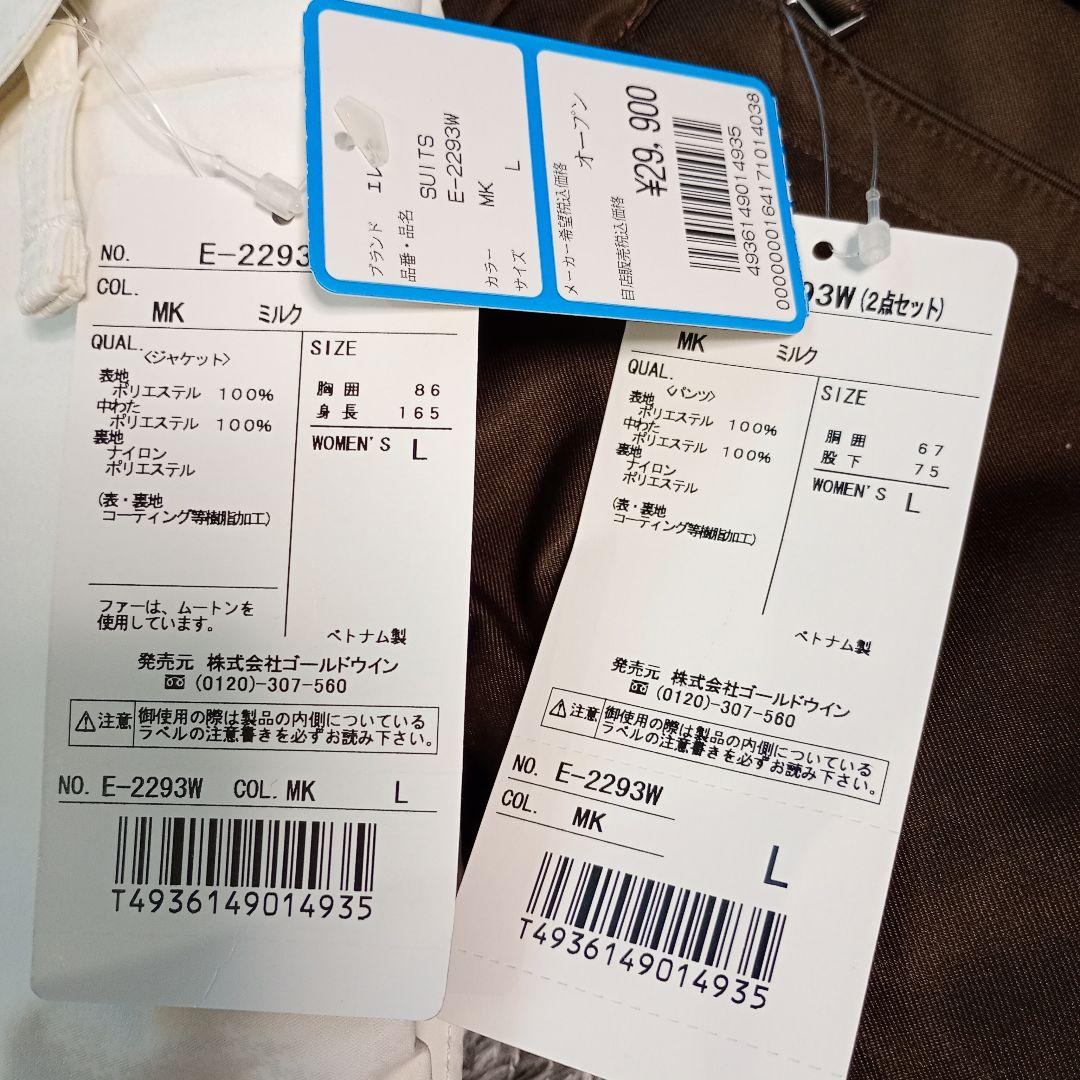 ブランド エレ
品番・品名 SUITS
E-2293W
カラー MK
サイズ L
メーカー希望税込価格
オープン
自店販売税込価格
¥29,900
4936149014935
0000000164171014038
NO. E-2293
COL.
MK ミルク
QUAL.
〈ジャケット〉
表地
ポリエステル 100%
中わた
ポリエステル 100%
裏地
ナイロン
ポリエステル
(表・裏地
コーティング等樹脂加工)
SIZE
胸囲 86
身長 165
WOMEN'S L
ファーは、ムートンを
使用しています。
ベトナム製
発売元 株式会社ゴールドウイン
(0120)-307-560
注意 御使用の際は製品の内側についている
ラベルの注意書きを必ずお読み下さい。
NO. E-2293W COL. MK L
T4936149014935
93W(2点セット)
MK ミルク
QUAL.
〈パンツ〉
表地
ポリエステル 100%
中わた
ポリエステル 100%
裏地
ナイロン
ポリエステル
(表・裏地
コーティング等樹脂加工)
SIZE
胴囲 67
股下 75
WOMEN'S L
ベトナム製
発売元 株式会社ゴールドウイン
(0120)-307-560
注意 御使用の際は製品の内側についている
ラベルの注意書きを必ずお読み下さい。
NO. E-2293W
COL. MK
L
T4936149014935